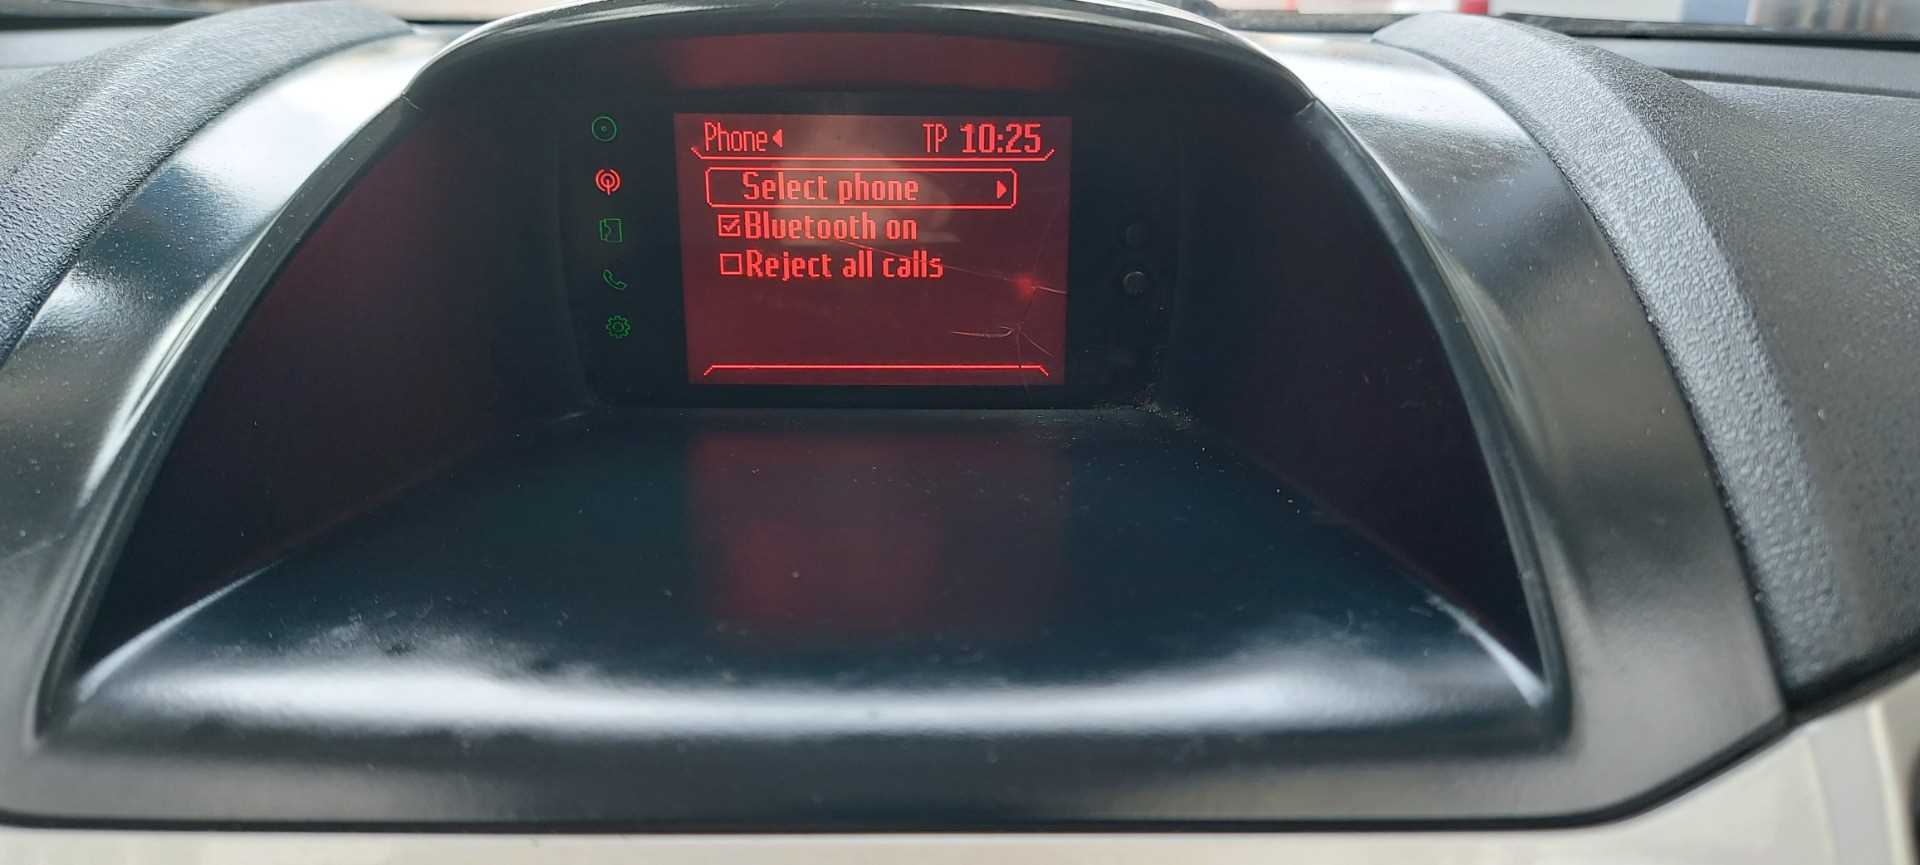 Phone TP 10:25
Select phone
Bluetooth on
Reject all calls